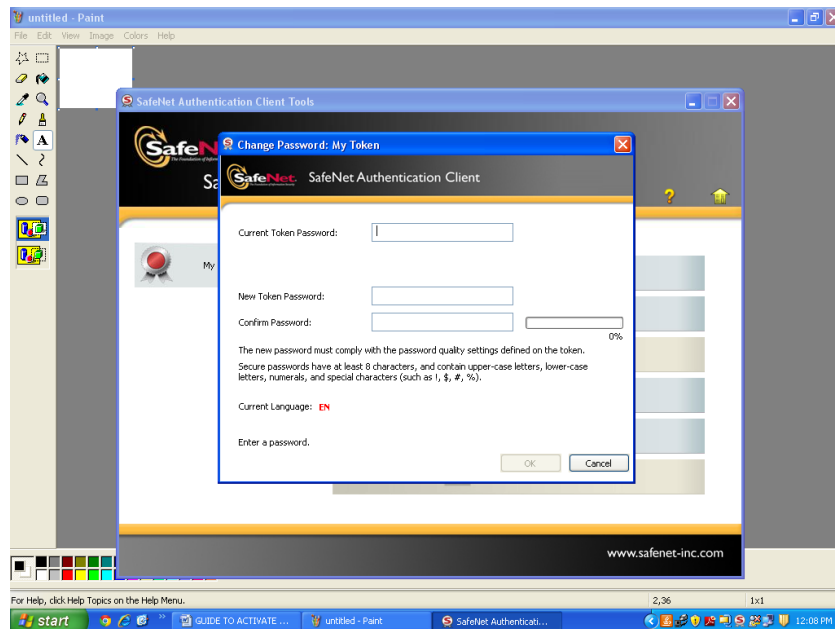 untitled - Paint
File Edit View Image Colors Help
A
SafeNet Authentication Client Tools
SafeN
Change Password: My Token
SafeNet. SafeNet Authentication Client
?
My
Current Token Password:
New Token Password:
Confirm Password:
0%
The new password must comply with the password quality settings defined on the token.
Secure passwords have at least 8 characters, and contain upper-case letters, lower-case
letters, numerals, and special characters (such as !, $, #, %).
Current Language: EN
Enter a password.
OK Cancel
www.safenet-inc.com
For Help, click Help Topics on the Help Menu. 2,36 1x1
start GUIDE TO ACTIVATE ... untitled - Paint SafeNet Authenticati... 12:08 PM